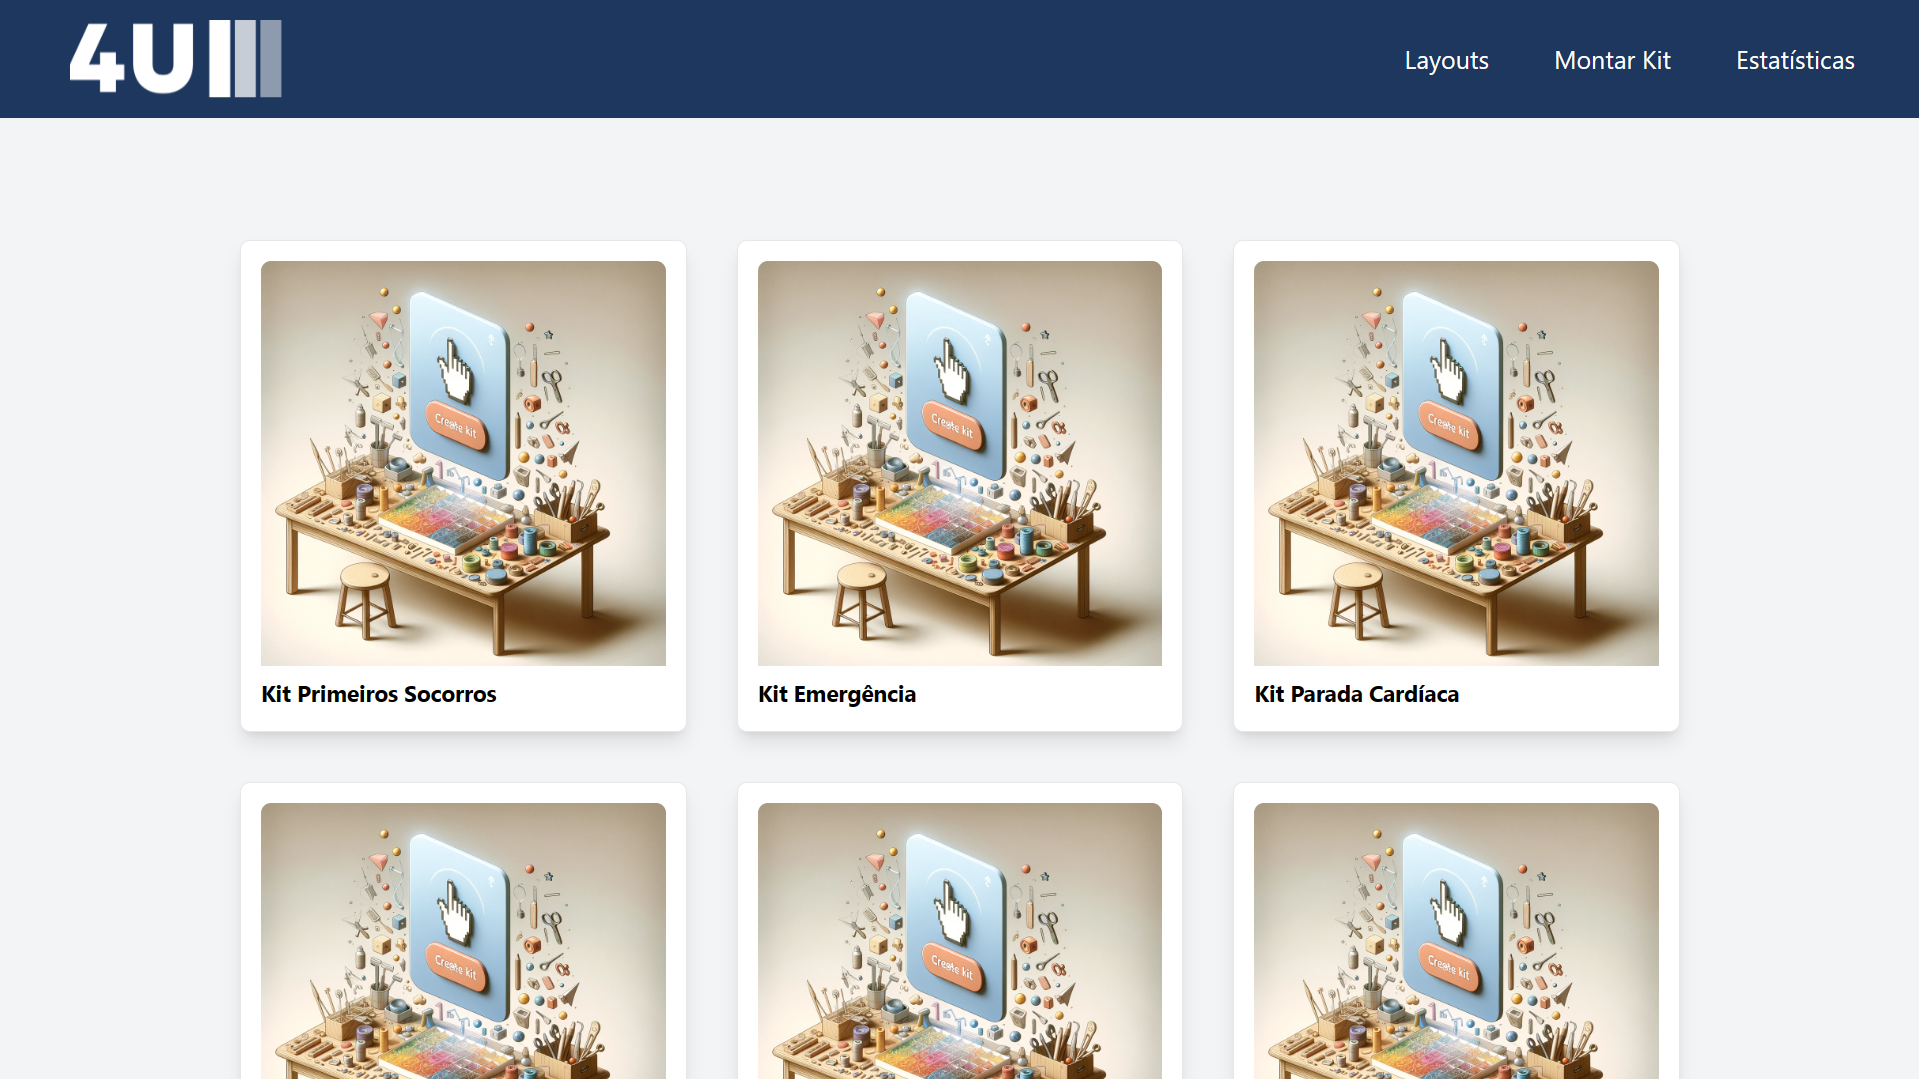 4U
Layouts
Montar Kit
Estatísticas
Create kit
Create kit
Create kit
Kit Primeiros Socorros
Kit Emergência
Kit Parada Cardíaca
Create kit
Create kit
Create kit